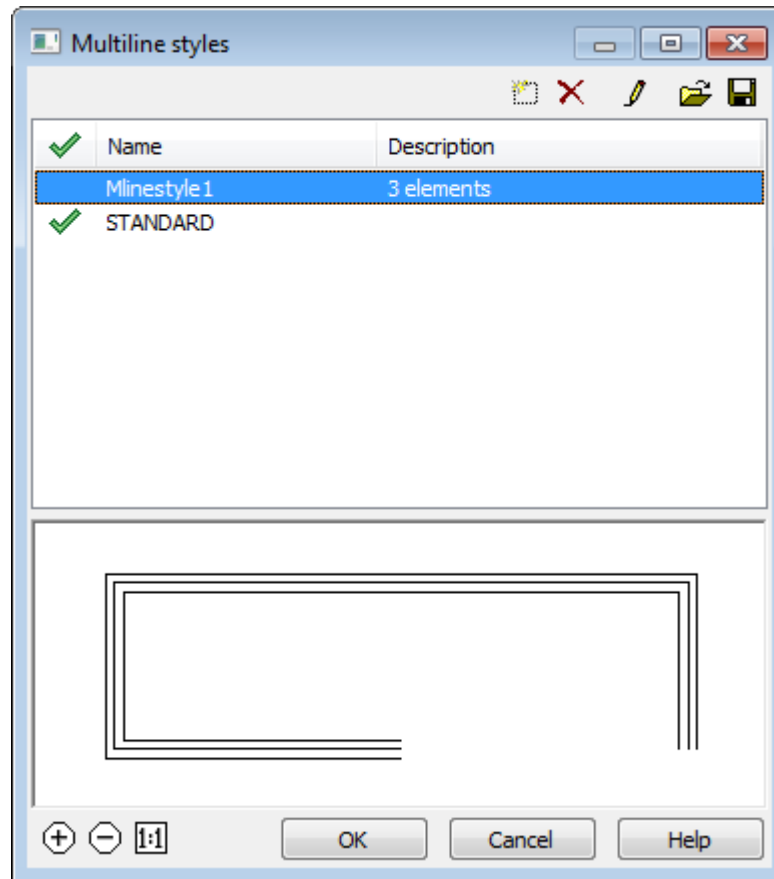 Multiline styles
Name Description
Mlinestyle1 3 elements
STANDARD
1:1 OK Cancel Help